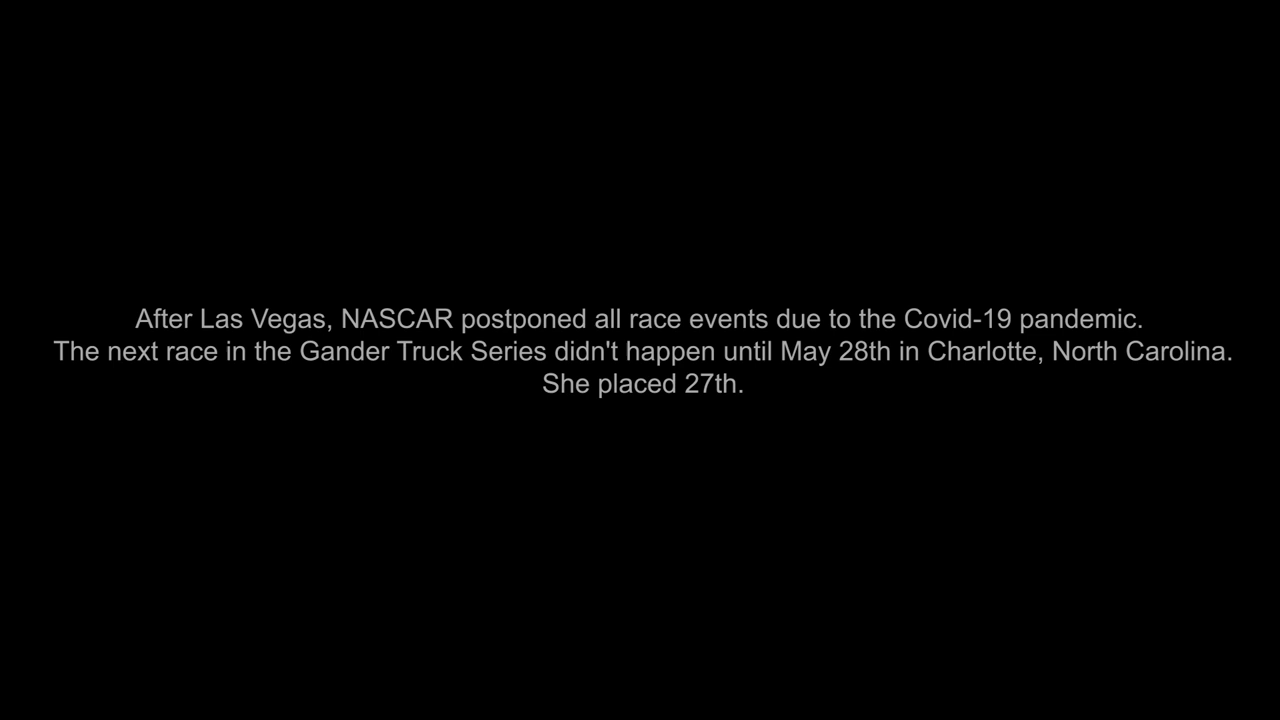 After Las Vegas, NASCAR postponed all race events due to the Covid-19 pandemic.
The next race in the Gander Truck Series didn't happen until May 28th in Charlotte, North Carolina.
She placed 27th.